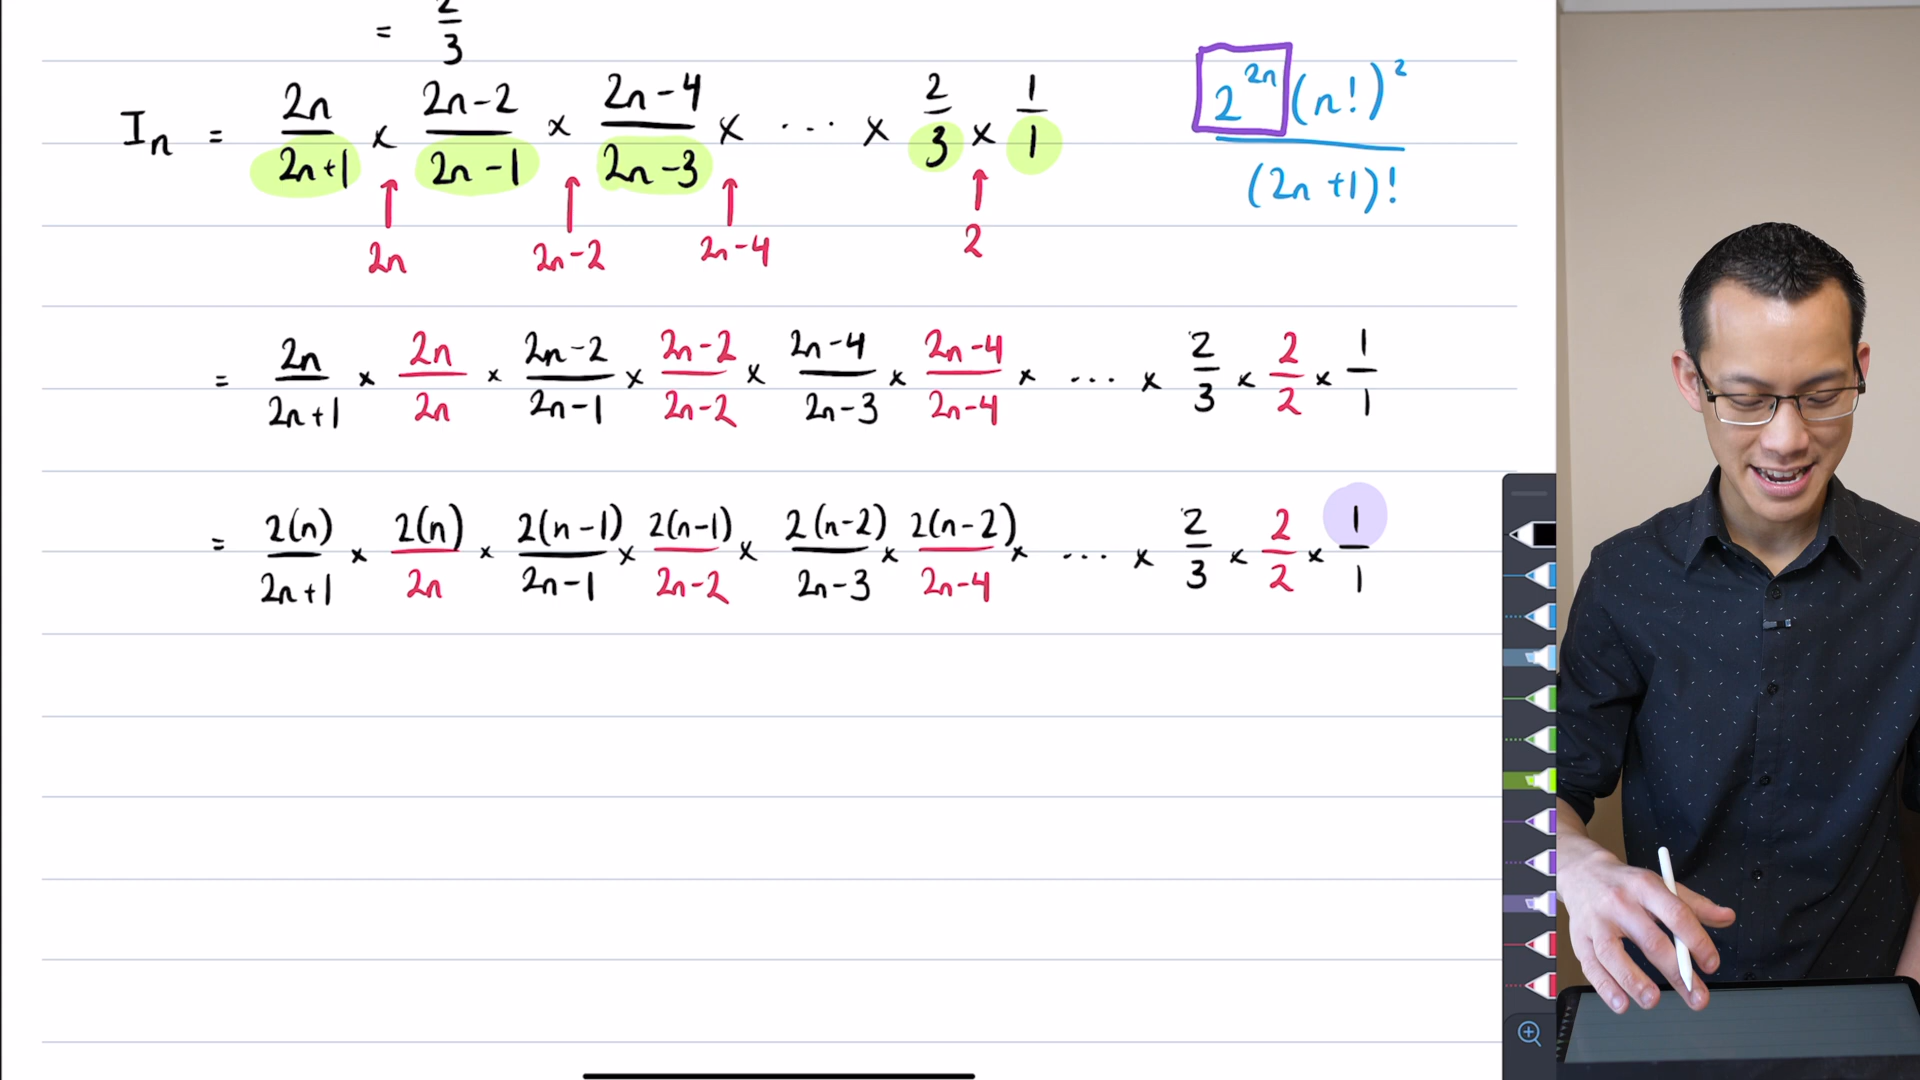 = 2/3
Iₙ = 2n/(2n+1) × (2n-2)/(2n-1) × (2n-4)/(2n-3) × ... × 2/3 × 1/1
2²ⁿ(n!)²/(2n+1)!
↑ ↑ ↑ ↑
2n 2n-2 2n-4 2
= 2n/(2n+1) × 2n/2n × (2n-2)/(2n-1) × (2n-2)/(2n-2) × (2n-4)/(2n-3) × (2n-4)/(2n-4) × ... × 2/3 × 2/2 × 1/1
= 2(n)/(2n+1) × 2(n)/2n × 2(n-1)/(2n-1) × 2(n-1)/(2n-2) × 2(n-2)/(2n-3) × 2(n-2)/(2n-4) × ... × 2/3 × 2/2 × 1/1